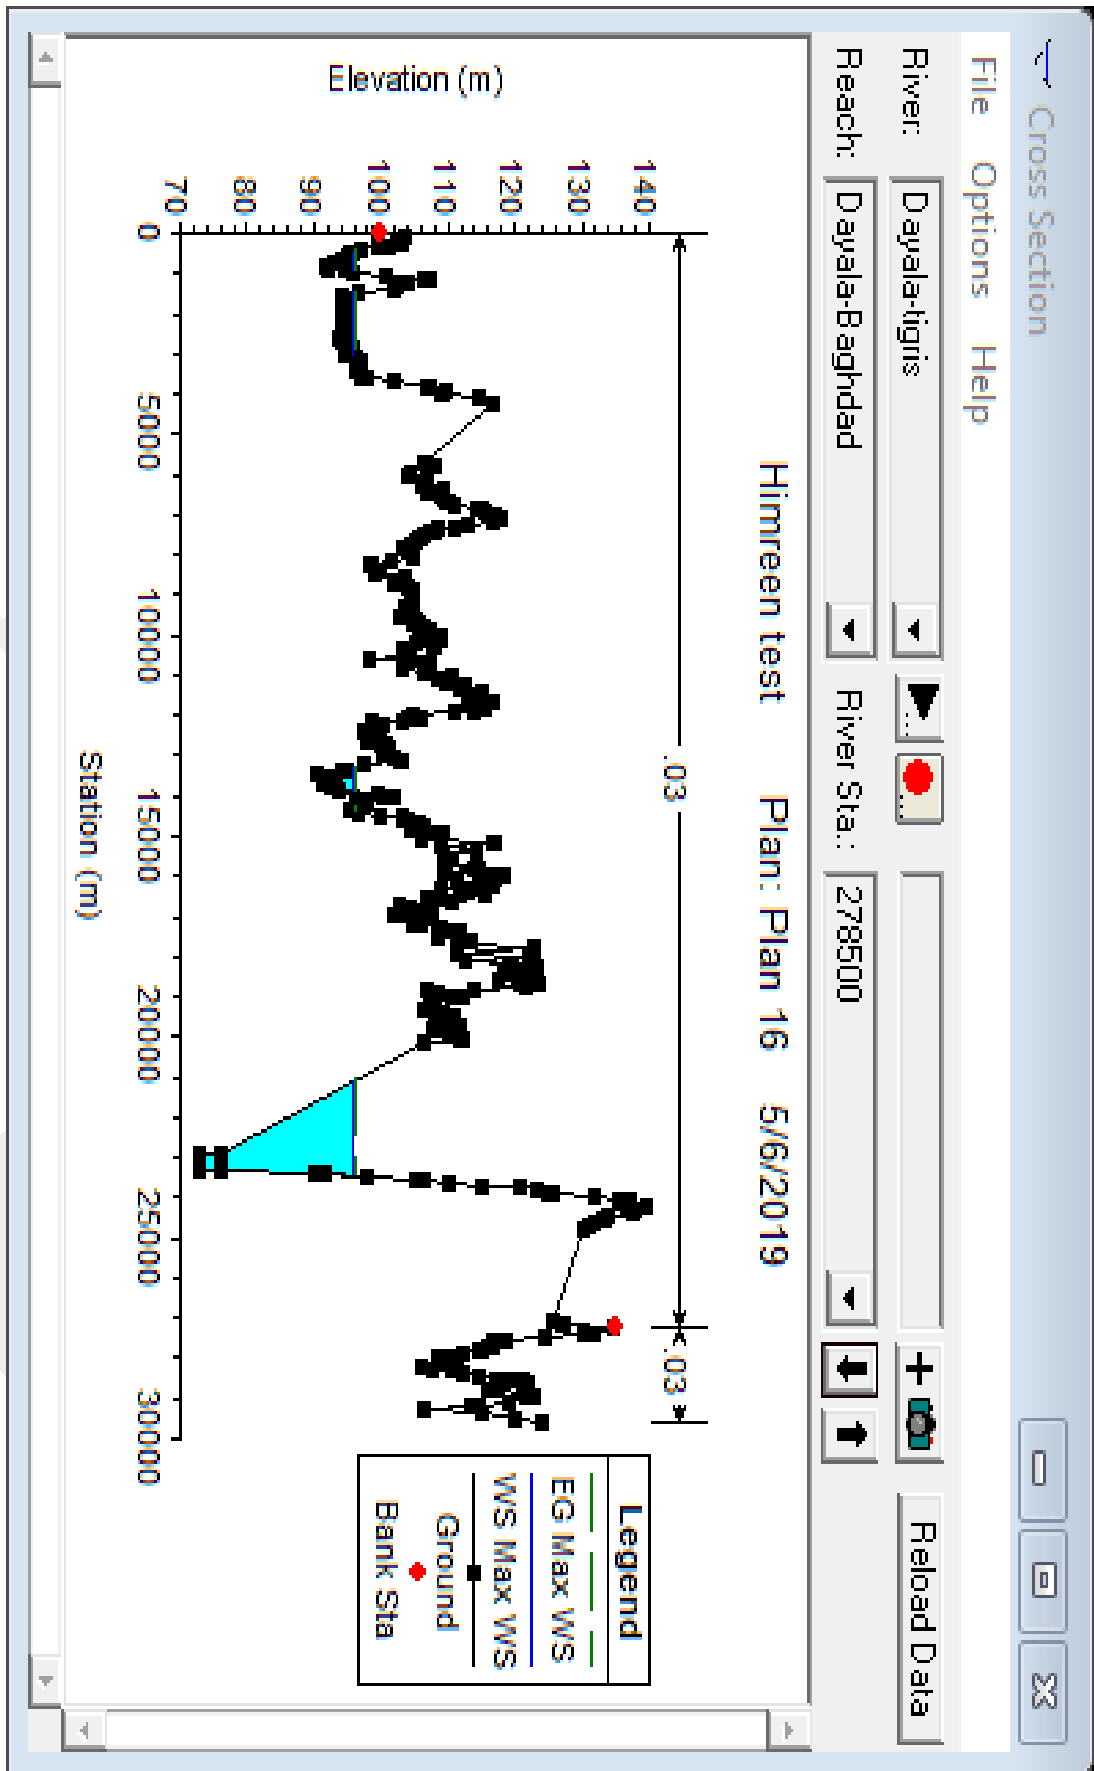 Cross Section
File Options Help
River: Dayala-tigris
Reload Data
Reach: Dayala-Baghdad
River Sta.: 278500
Himreen test Plan: Plan 16 5/6/2019
.03
.03
Legend
EG Max WS
WS Max WS
Ground
Bank Sta
Elevation (m)
140
130
120
110
100
90
80
70
0
5000
10000
15000
20000
25000
30000
Station (m)